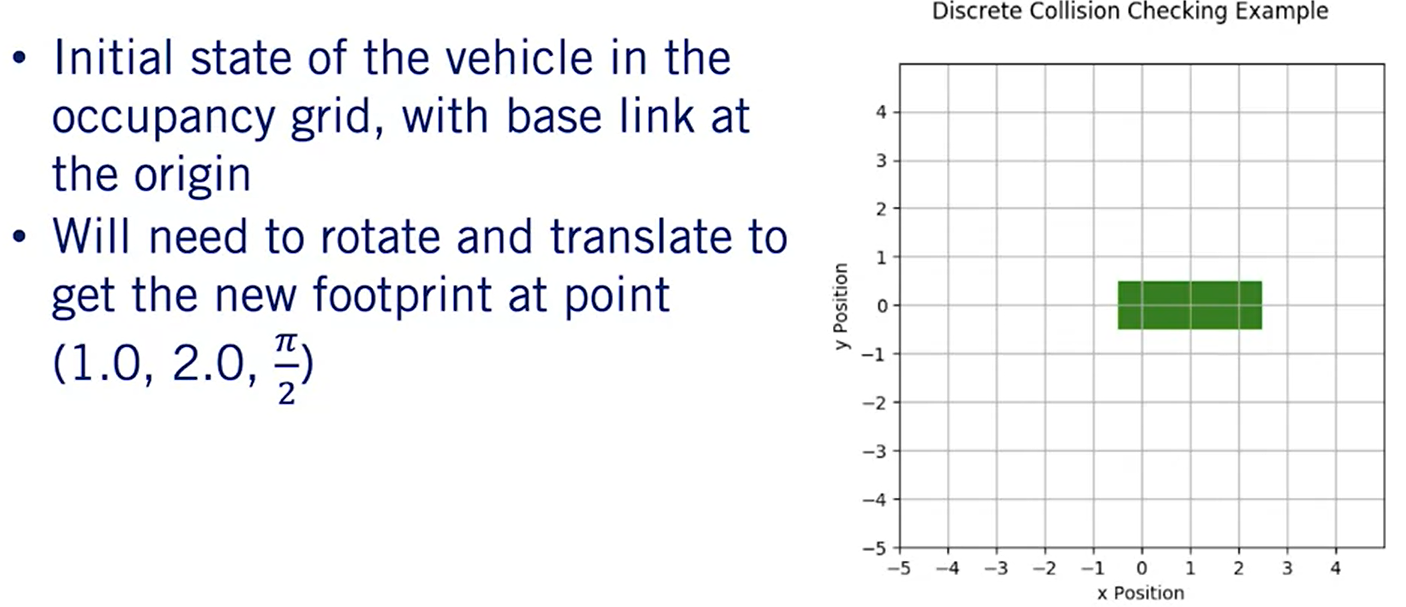 • Initial state of the vehicle in the
occupancy grid, with base link at
the origin
• Will need to rotate and translate to
get the new footprint at point
(1.0, 2.0, π/2)
Discrete Collision Checking Example
y Position
4
3
2
1
0
−1
−2
−3
−4
−5
−5 −4 −3 −2 −1 0 1 2 3 4
x Position